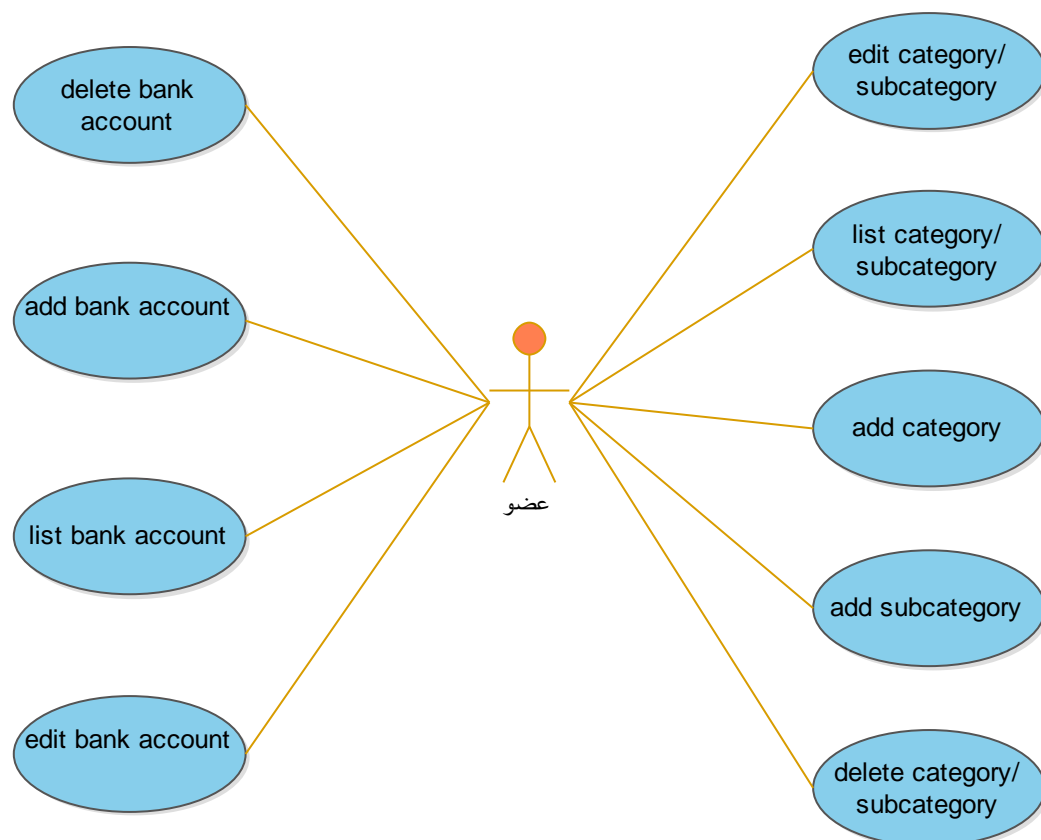 delete bank
account
add bank account
list bank account
edit bank account
عضو
edit category/
subcategory
list category/
subcategory
add category
add subcategory
delete category/
subcategory